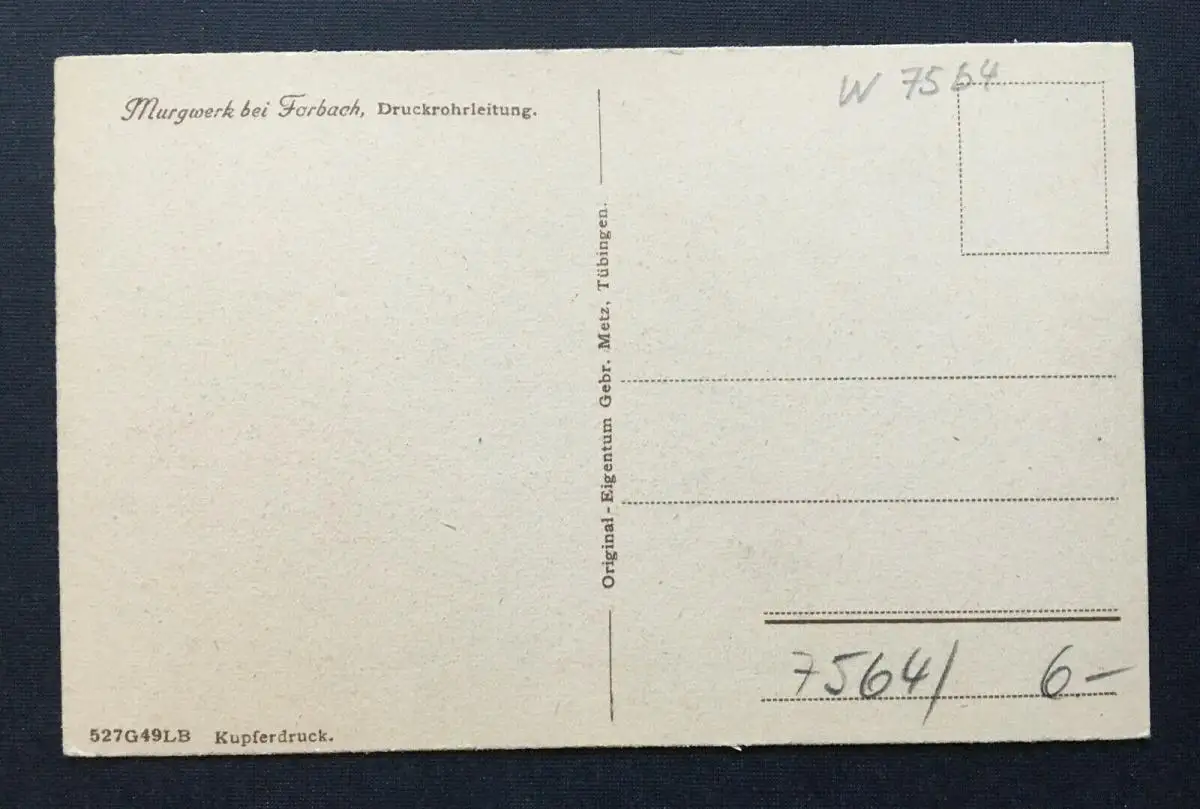 Murgwerk bei Forbach, Druckrohrleitung.
W 7564
Original-Eigentum Gebr. Metz, Tübingen.
7564/ 6–
527G49LB Kupferdruck.